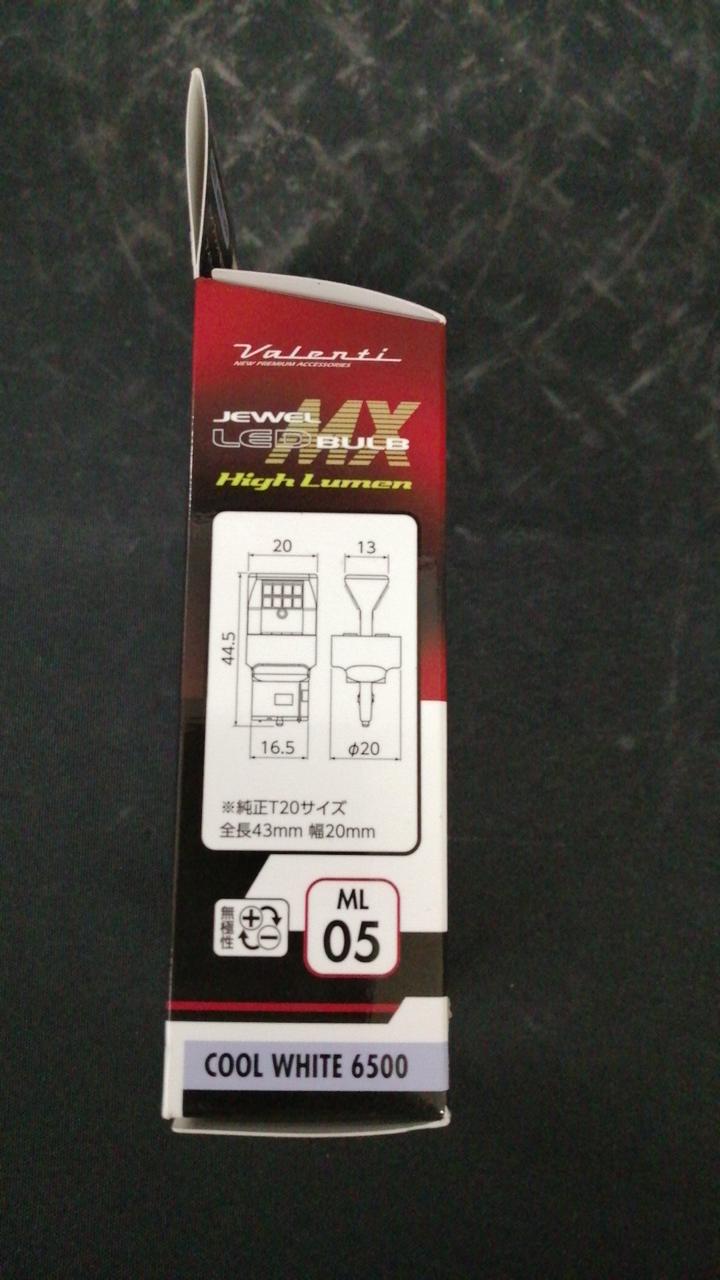 Valenti
NEW PREMIUM ACCESSORIES
JEWEL
LED BULB MX
High Lumen
20
13
44.5
16.5
φ20
※純正T20サイズ
全長43mm 幅20mm
無極性
+
−
ML
05
COOL WHITE 6500